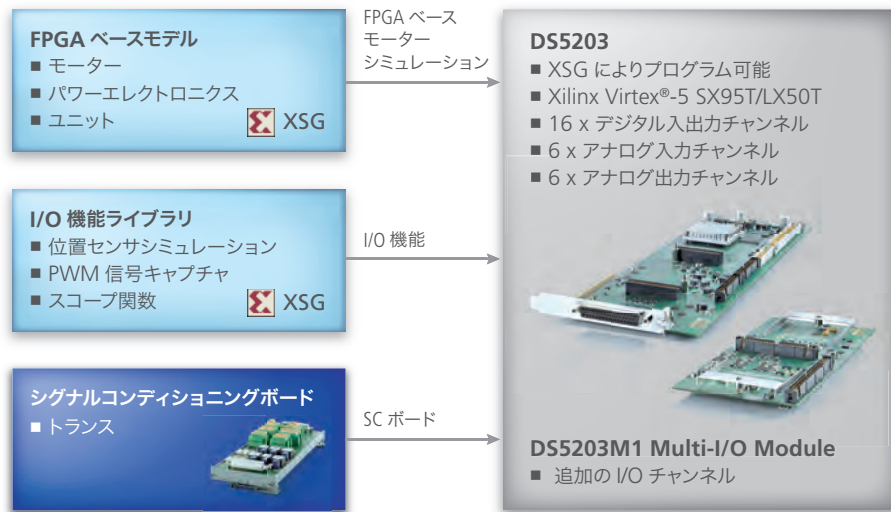 FPGA ベースモデル
■ モーター
■ パワーエレクトロニクス
■ ユニット
XSG
FPGA ベース
モーター
シミュレーション
I/O 機能ライブラリ
■ 位置センサシミュレーション
■ PWM 信号キャプチャ
■ スコープ関数
XSG
I/O 機能
シグナルコンディショニングボード
■ トランス
SC ボード
DS5203
■ XSG によりプログラム可能
■ Xilinx Virtex®-5 SX95T/LX50T
■ 16 x デジタル入出力チャンネル
■ 6 x アナログ入力チャンネル
■ 6 x アナログ出力チャンネル
DS5203M1 Multi-I/O Module
■ 追加の I/O チャンネル